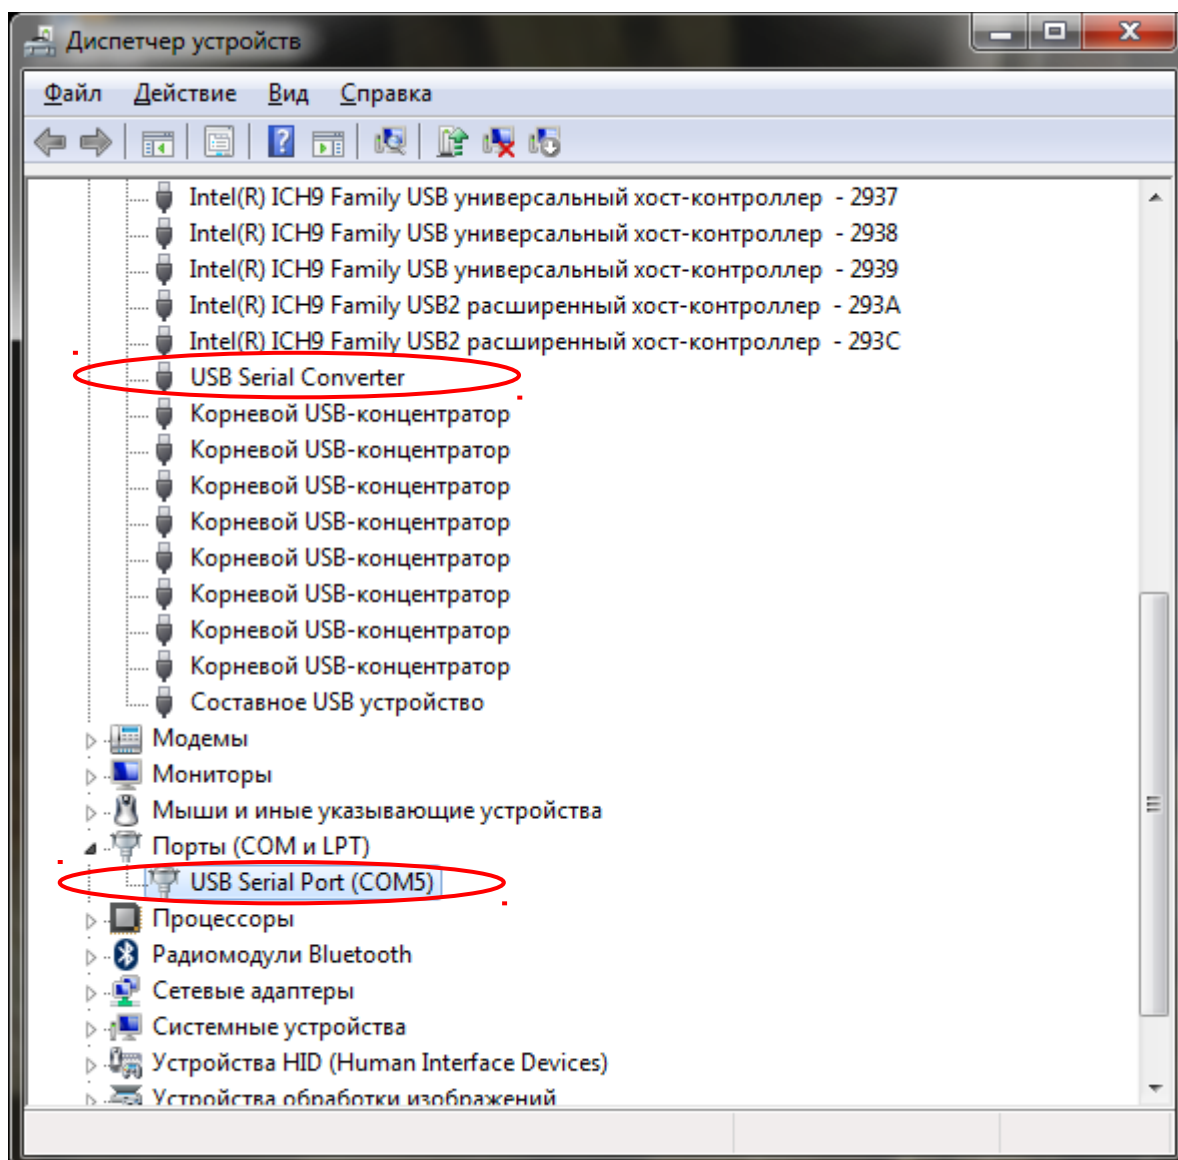 Диспетчер устройств
Файл Действие Вид Справка
Intel(R) ICH9 Family USB универсальный хост-контроллер - 2937
Intel(R) ICH9 Family USB универсальный хост-контроллер - 2938
Intel(R) ICH9 Family USB универсальный хост-контроллер - 2939
Intel(R) ICH9 Family USB2 расширенный хост-контроллер - 293A
Intel(R) ICH9 Family USB2 расширенный хост-контроллер - 293C
USB Serial Converter
Корневой USB-концентратор
Корневой USB-концентратор
Корневой USB-концентратор
Корневой USB-концентратор
Корневой USB-концентратор
Корневой USB-концентратор
Корневой USB-концентратор
Корневой USB-концентратор
Составное USB устройство
Модемы
Мониторы
Мыши и иные указывающие устройства
Порты (COM и LPT)
USB Serial Port (COM5)
Процессоры
Радиомодули Bluetooth
Сетевые адаптеры
Системные устройства
Устройства HID (Human Interface Devices)
Устройства обработки изображений